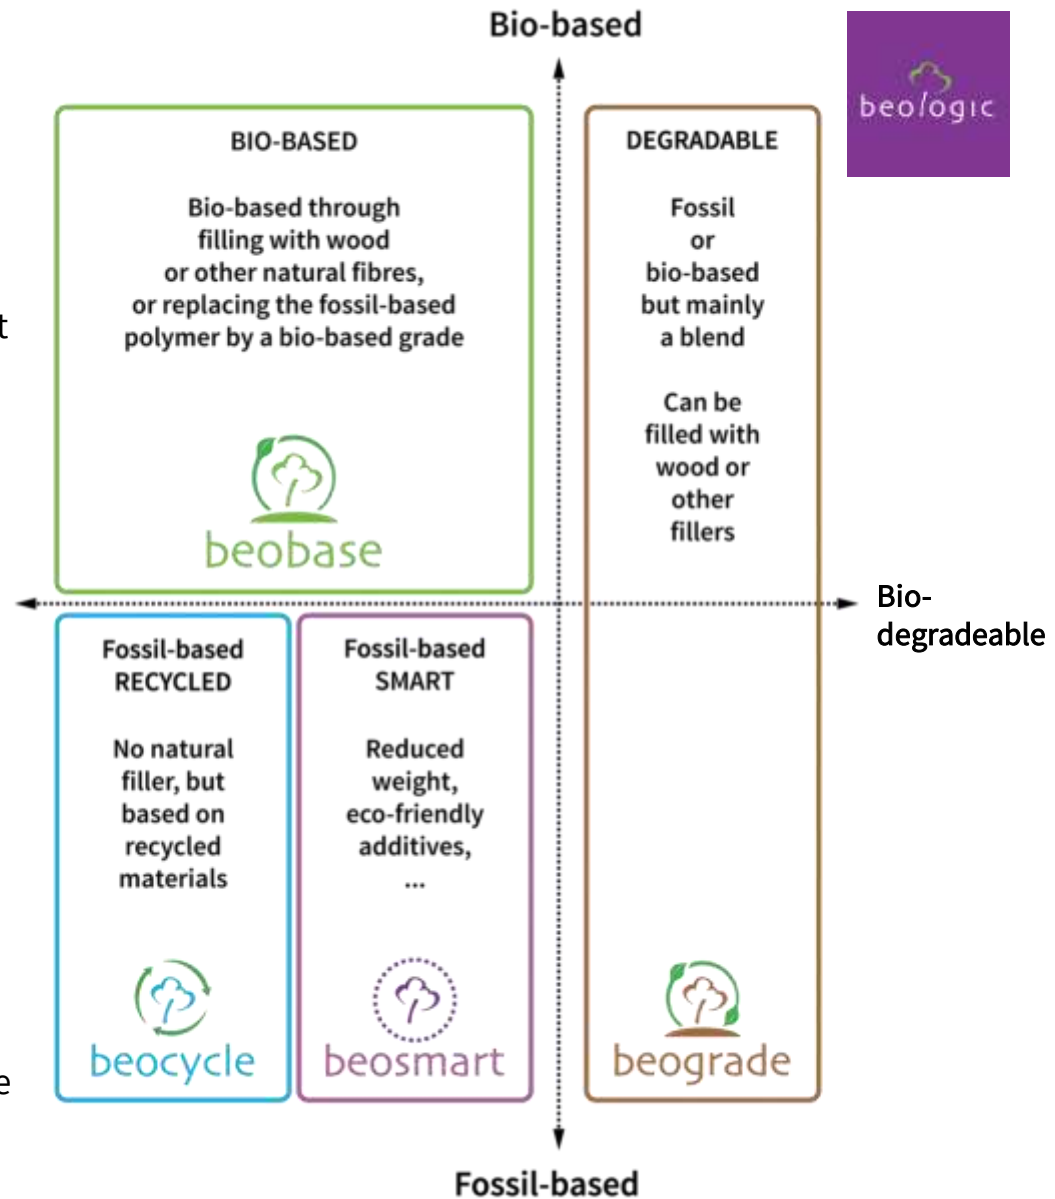 Bio-based
beologic
BIO-BASED
Bio-based through
filling with wood
or other natural fibres,
or replacing the fossil-based
polymer by a bio-based grade
beobase
DEGRADABLE
Fossil
or
bio-based
but mainly
a blend
Can be
filled with
wood or
other
fillers
t
Bio-
degradeable
Fossil-based
RECYCLED
No natural
filler, but
based on
recycled
materials
beocycle
Fossil-based
SMART
Reduced
weight,
eco-friendly
additives,
...
beosmart
beograde
e
Fossil-based